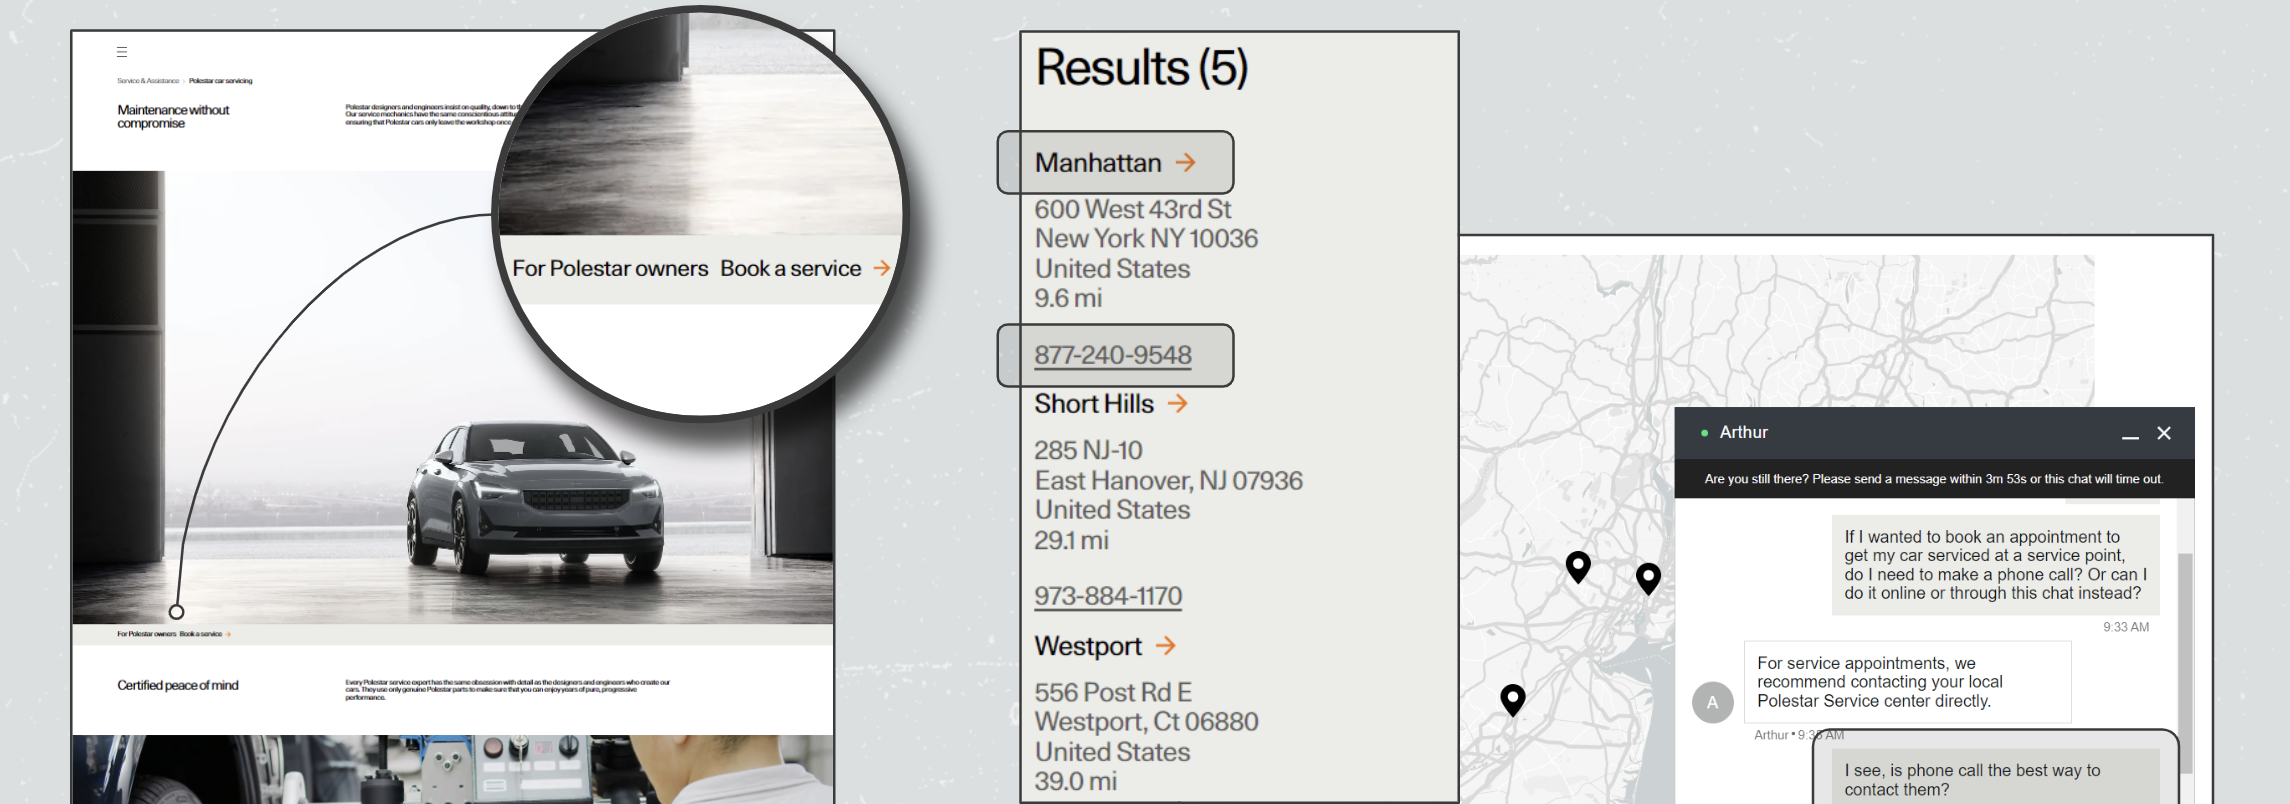 Service & Assistance
Polestar car servicing
Maintenance without
compromise
Polestar designers and engineers insist on quality, down to
Our service mechanics have the same conscientious
ensuring that Polestar cars only leave the workshop once
For Polestar owners Book a service →
For Polestar owners Book a service →
Certified peace of mind
Every Polestar service expert has the same obsession with detail as the designers and engineers who create our
cars. They use only genuine Polestar parts to make sure that you can enjoy years of pure, progressive
performance.
Results (5)
Manhattan →
600 West 43rd St
New York NY 10036
United States
9.6 mi
877-240-9548
Short Hills →
285 NJ-10
East Hanover, NJ 07936
United States
29.1 mi
973-884-1170
Westport →
556 Post Rd E
Westport, Ct 06880
United States
39.0 mi
Arthur
Are you still there? Please send a message within 3m 53s or this chat will time out.
If I wanted to book an appointment to
get my car serviced at a service point,
do I need to make a phone call? Or can I
do it online or through this chat instead?
9:33 AM
For service appointments, we
recommend contacting your local
Polestar Service center directly.
A
Arthur • 9:35 AM
I see, is phone call the best way to
contact them?